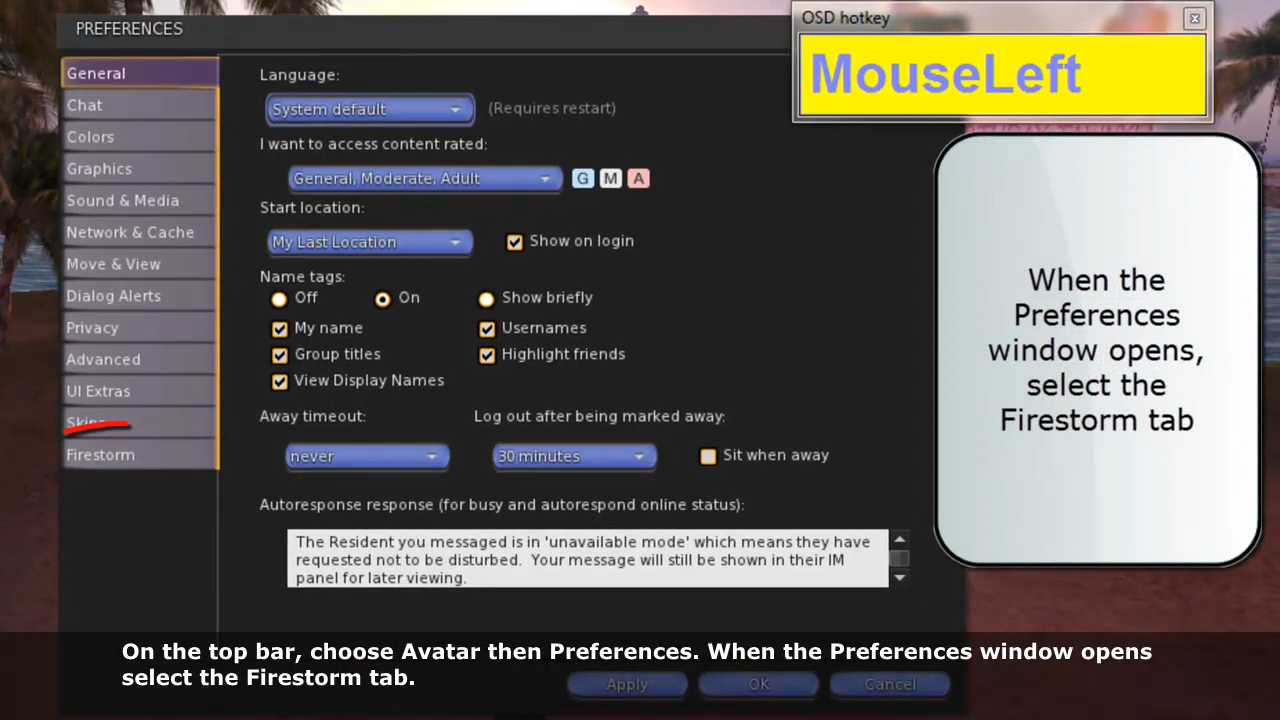 PREFERENCES
OSD hotkey
MouseLeft
General
Chat
Colors
Graphics
Sound & Media
Network & Cache
Move & View
Dialog Alerts
Privacy
Advanced
UI Extras
Skins
Firestorm
Language:
System default
(Requires restart)
I want to access content rated:
General, Moderate, Adult
G M A
Start location:
My Last Location
Show on login
Name tags:
Off On Show briefly
My name Usernames
Group titles Highlight friends
View Display Names
Away timeout: Log out after being marked away:
never 30 minutes Sit when away
Autoresponse response (for busy and autorespond online status):
The Resident you messaged is in 'unavailable mode' which means they have
requested not to be disturbed. Your message will still be shown in their IM
panel for later viewing.
When the
Preferences
window opens,
select the
Firestorm tab
On the top bar, choose Avatar then Preferences. When the Preferences window opens
select the Firestorm tab.
Apply OK Cancel